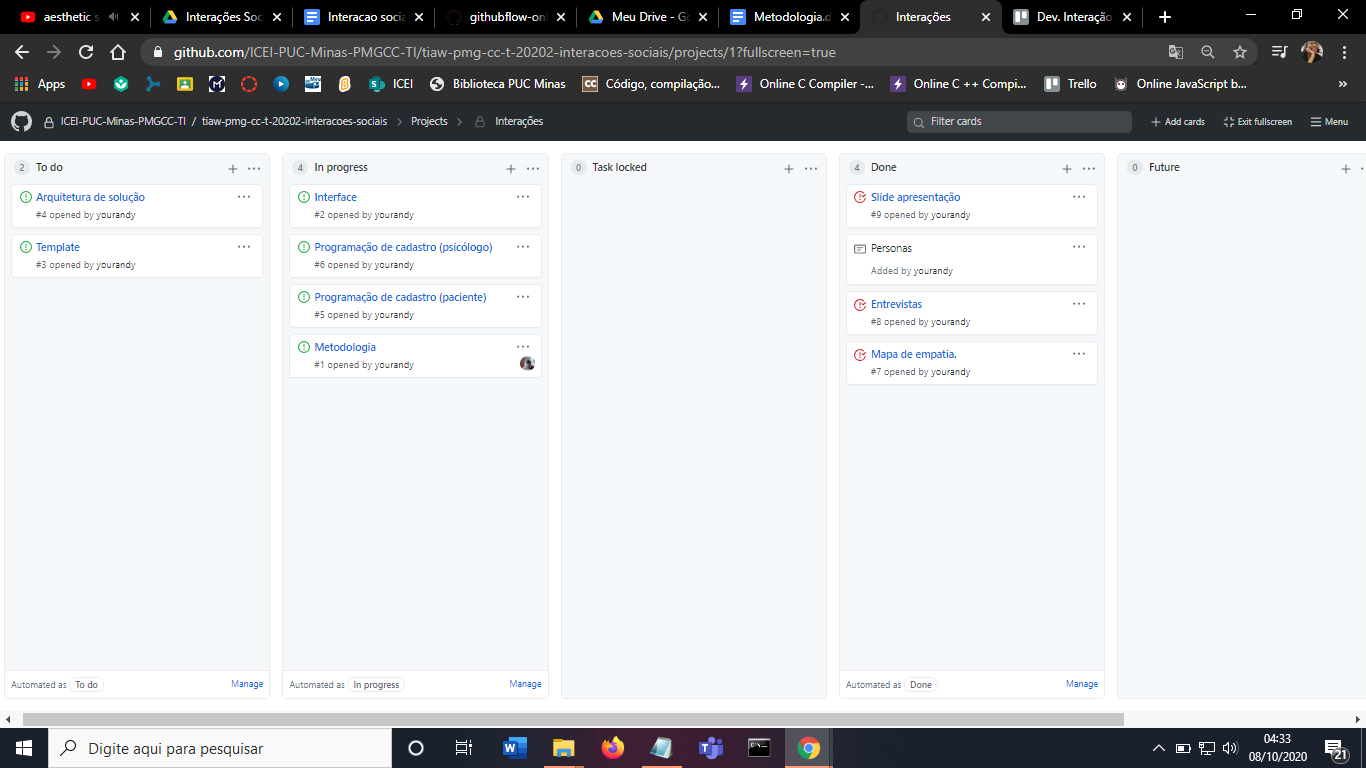 aesthetic s
Interações Soc
Interacao socia
githubflow-onl
Meu Drive - Go
Metodologia.d
Interações
Dev. Interação
github.com/ICEI-PUC-Minas-PMGCC-TI/tiaw-pmg-cc-t-20202-interacoes-sociais/projects/1?fullscreen=true
Apps
ICEI
Biblioteca PUC Minas
CC
Código, compilação...
Online C Compiler -...
Online C ++ Compi...
Trello
Online JavaScript b...
ICEI-PUC-Minas-PMGCC-TI / tiaw-pmg-cc-t-20202-interacoes-sociais
Projects
Interações
Filter cards
Add cards
Exit fullscreen
Menu
2 To do
Arquitetura de solução
#4 opened by yourandy
Template
#3 opened by yourandy
Automated as To do
Manage
4 In progress
Interface
#2 opened by yourandy
Programação de cadastro (psicólogo)
#6 opened by yourandy
Programação de cadastro (paciente)
#5 opened by yourandy
Metodologia
#1 opened by yourandy
Automated as In progress
Manage
0 Task locked
4 Done
Slide apresentação
#9 opened by yourandy
Personas
Added by yourandy
Entrevistas
#8 opened by yourandy
Mapa de empatia.
#7 opened by yourandy
Automated as Done
Manage
0 Future
Digite aqui para pesquisar
04:33
08/10/2020
21